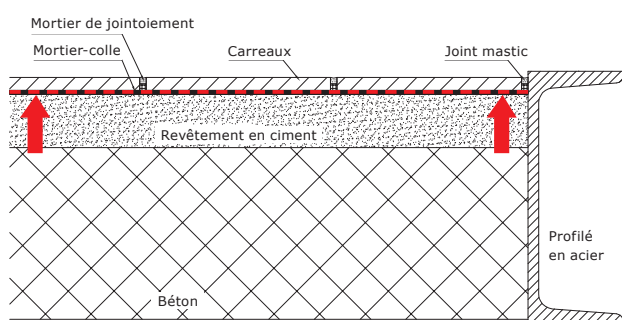 Mortier de jointoiement
Mortier-colle
Carreaux
Joint mastic
Revêtement en ciment
Profilé
en acier
Béton